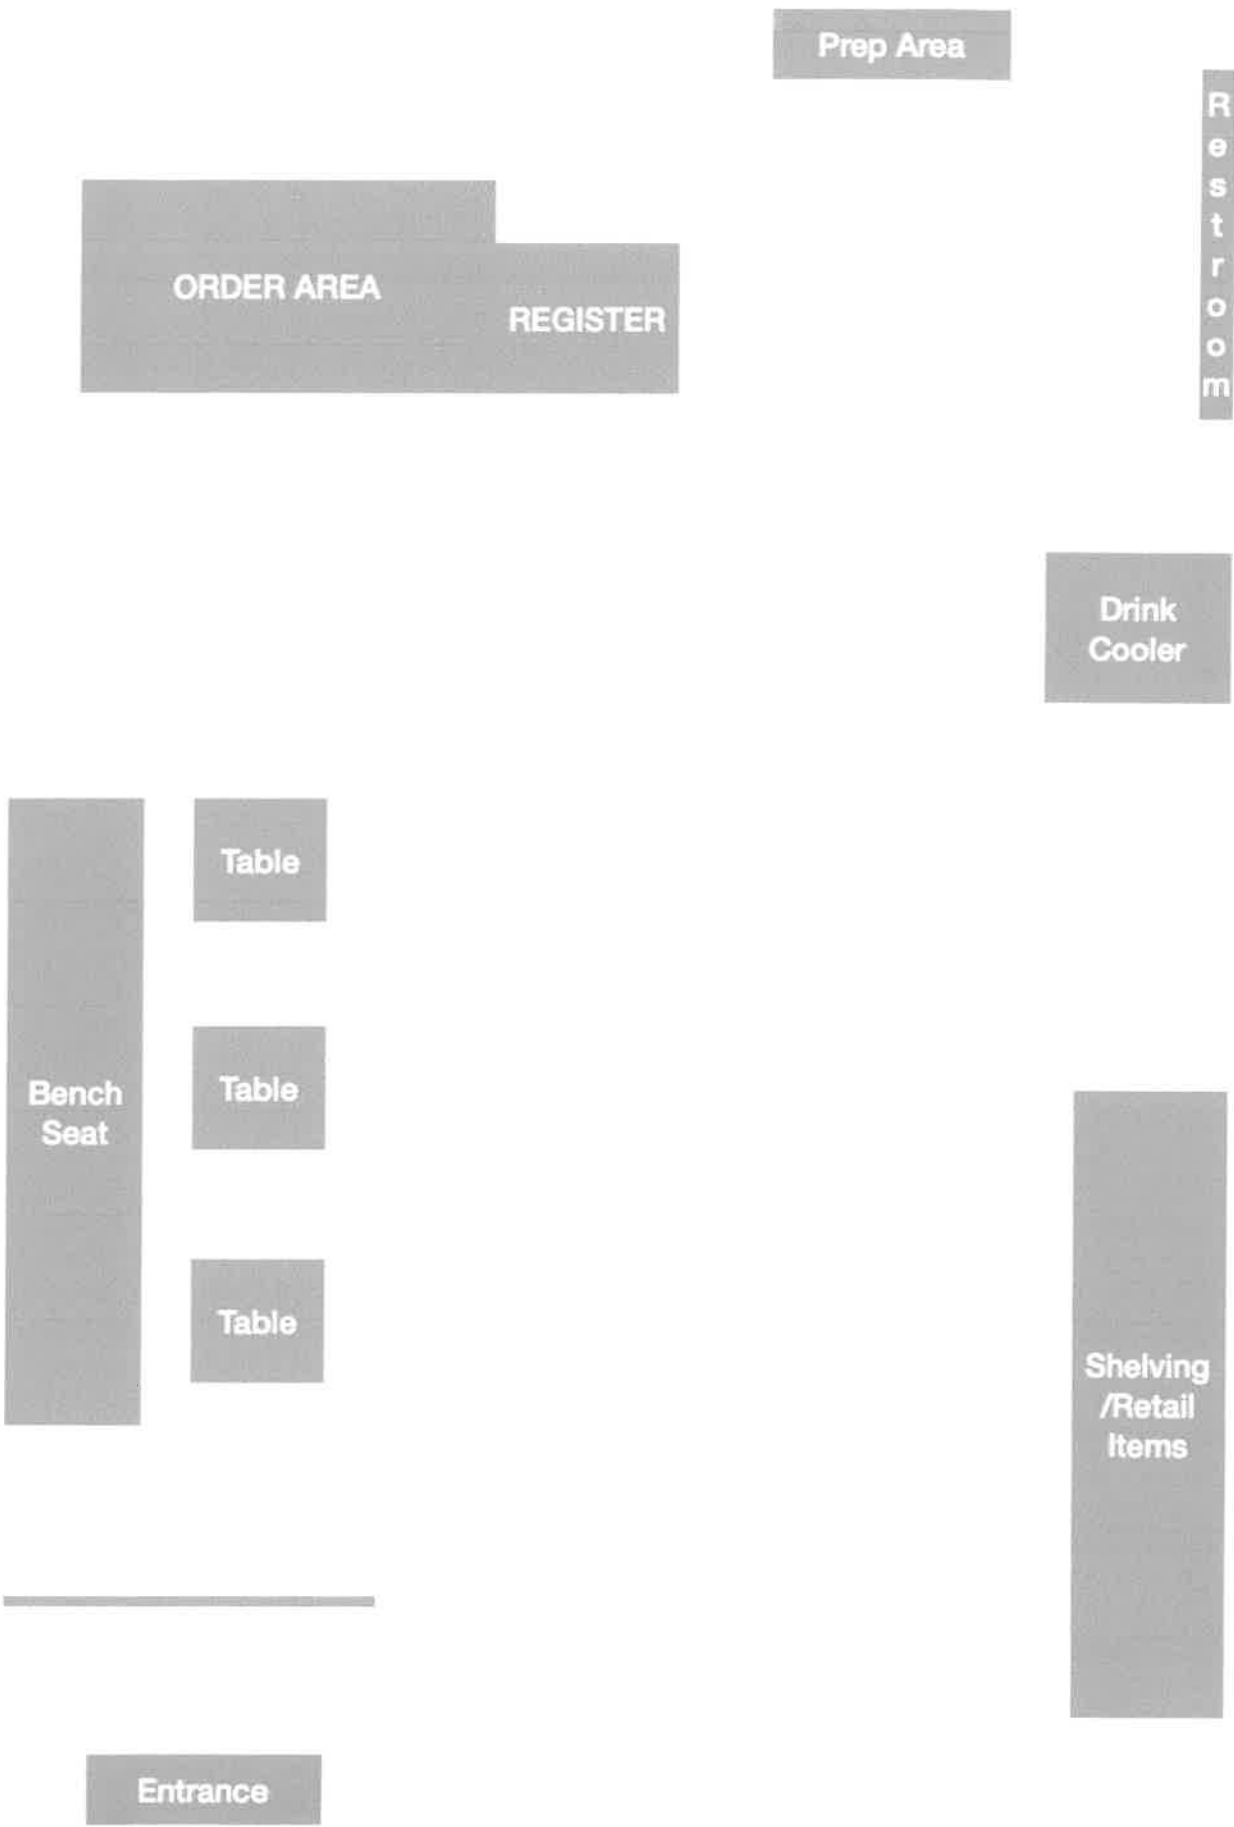 Prep Area
Restroom
ORDER AREA
REGISTER
Drink
Cooler
Table
Bench
Seat
Table
Table
Shelving
/Retail
Items
Entrance